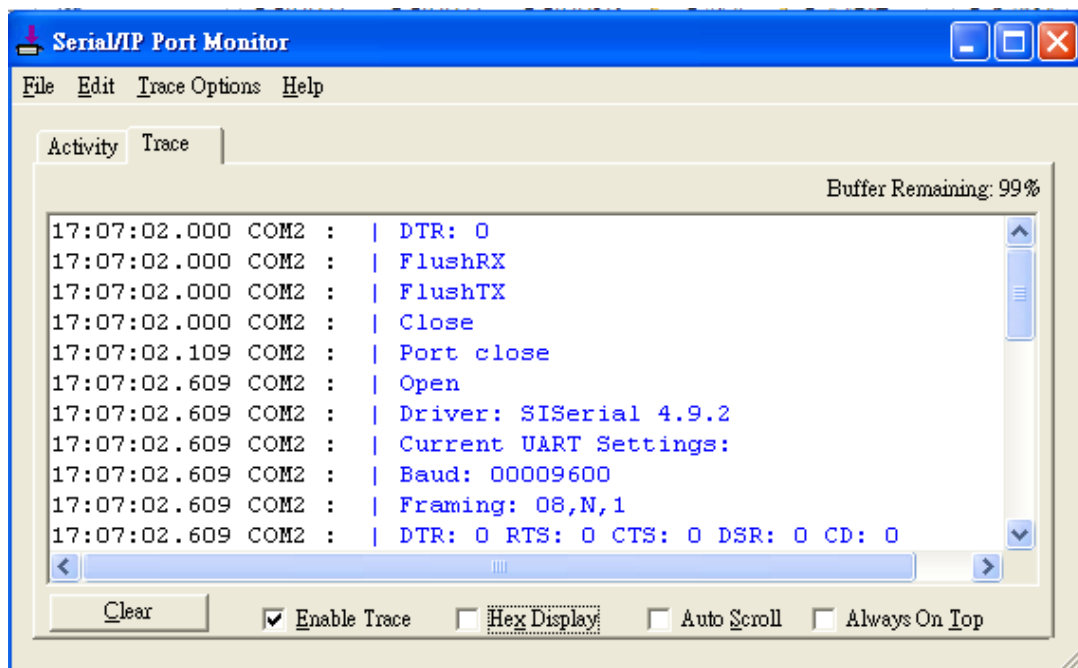 Serial/IP Port Monitor
File Edit Trace Options Help
Activity Trace
Buffer Remaining: 99%
17:07:02.000 COM2 : | DTR: 0
17:07:02.000 COM2 : | FlushRX
17:07:02.000 COM2 : | FlushTX
17:07:02.000 COM2 : | Close
17:07:02.109 COM2 : | Port close
17:07:02.609 COM2 : | Open
17:07:02.609 COM2 : | Driver: SISerial 4.9.2
17:07:02.609 COM2 : | Current UART Settings:
17:07:02.609 COM2 : | Baud: 00009600
17:07:02.609 COM2 : | Framing: 08,N,1
17:07:02.609 COM2 : | DTR: 0 RTS: 0 CTS: 0 DSR: 0 CD: 0
Clear Enable Trace Hex Display Auto Scroll Always On Top